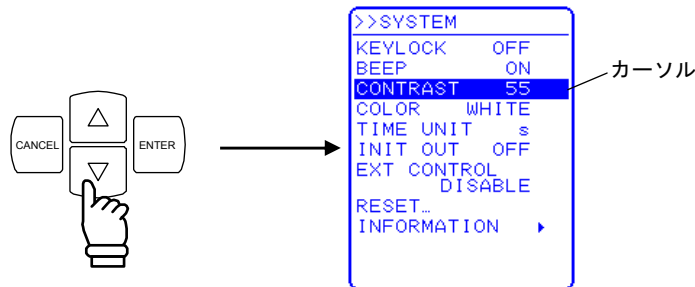 CANCEL
△
▽
ENTER
>>SYSTEM
KEYLOCK OFF
BEEP ON
CONTRAST 55
COLOR WHITE
TIME UNIT s
INIT OUT OFF
EXT CONTROL
DISABLE
RESET…
INFORMATION ▸
カーソル